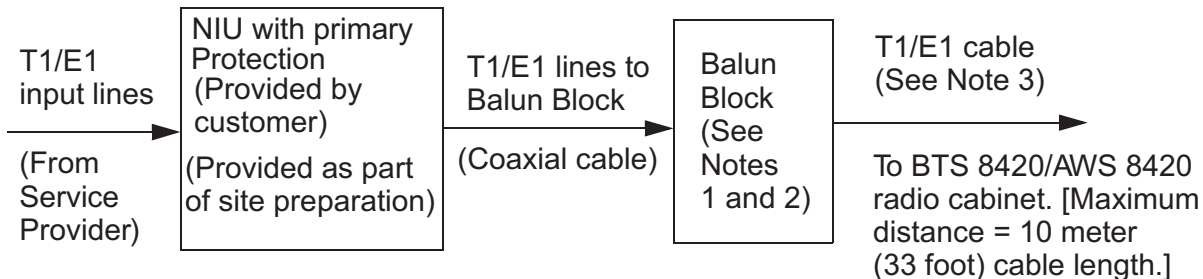 T1/E1
input lines
(From
Service
Provider)
NIU with primary
Protection
(Provided by
customer)
(Provided as part
of site preparation)
T1/E1 lines to
Balun Block
(Coaxial cable)
Balun
Block
(See
Notes
1 and 2)
T1/E1 cable
(See Note 3)
To BTS 8420/AWS 8420
radio cabinet. [Maximum
distance = 10 meter
(33 foot) cable length.]